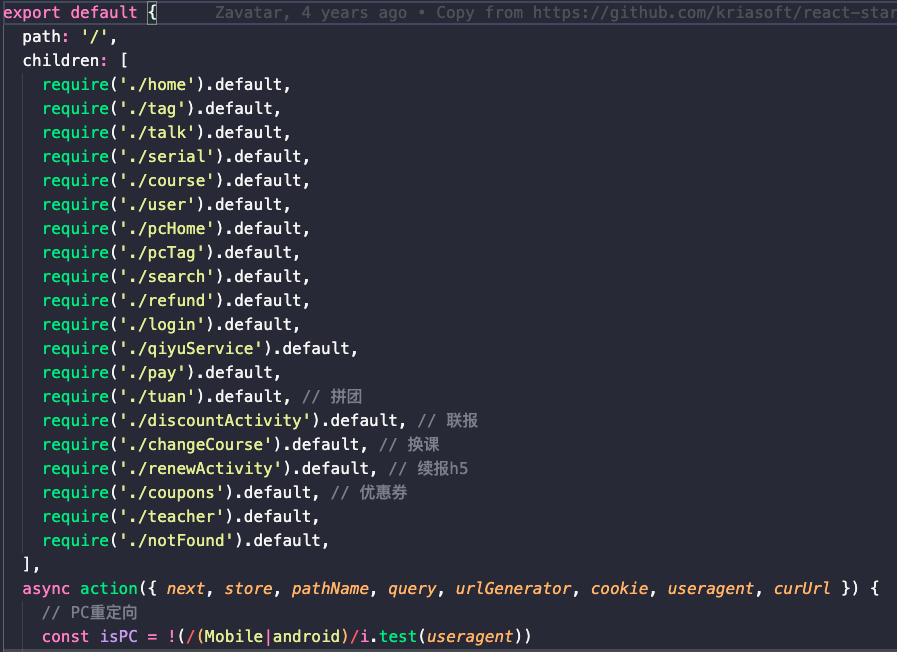 export default {    Zavatar, 4 years ago • Copy from https://github.com/kriasoft/react-star
path: '/',
children: [
require('./home').default,
require('./tag').default,
require('./talk').default,
require('./serial').default,
require('./course').default,
require('./user').default,
require('./pcHome').default,
require('./pcTag').default,
require('./search').default,
require('./refund').default,
require('./login').default,
require('./qiyuService').default,
require('./pay').default,
require('./tuan').default, // 拼团
require('./discountActivity').default, // 联报
require('./changeCourse').default, // 换课
require('./renewActivity').default, // 续报h5
require('./coupons').default, // 优惠券
require('./teacher').default,
require('./notFound').default,
],
async action({ next, store, pathName, query, urlGenerator, cookie, useragent, curUrl }) {
// PC重定向
const isPC = !(/(Mobile|android)/i.test(useragent))